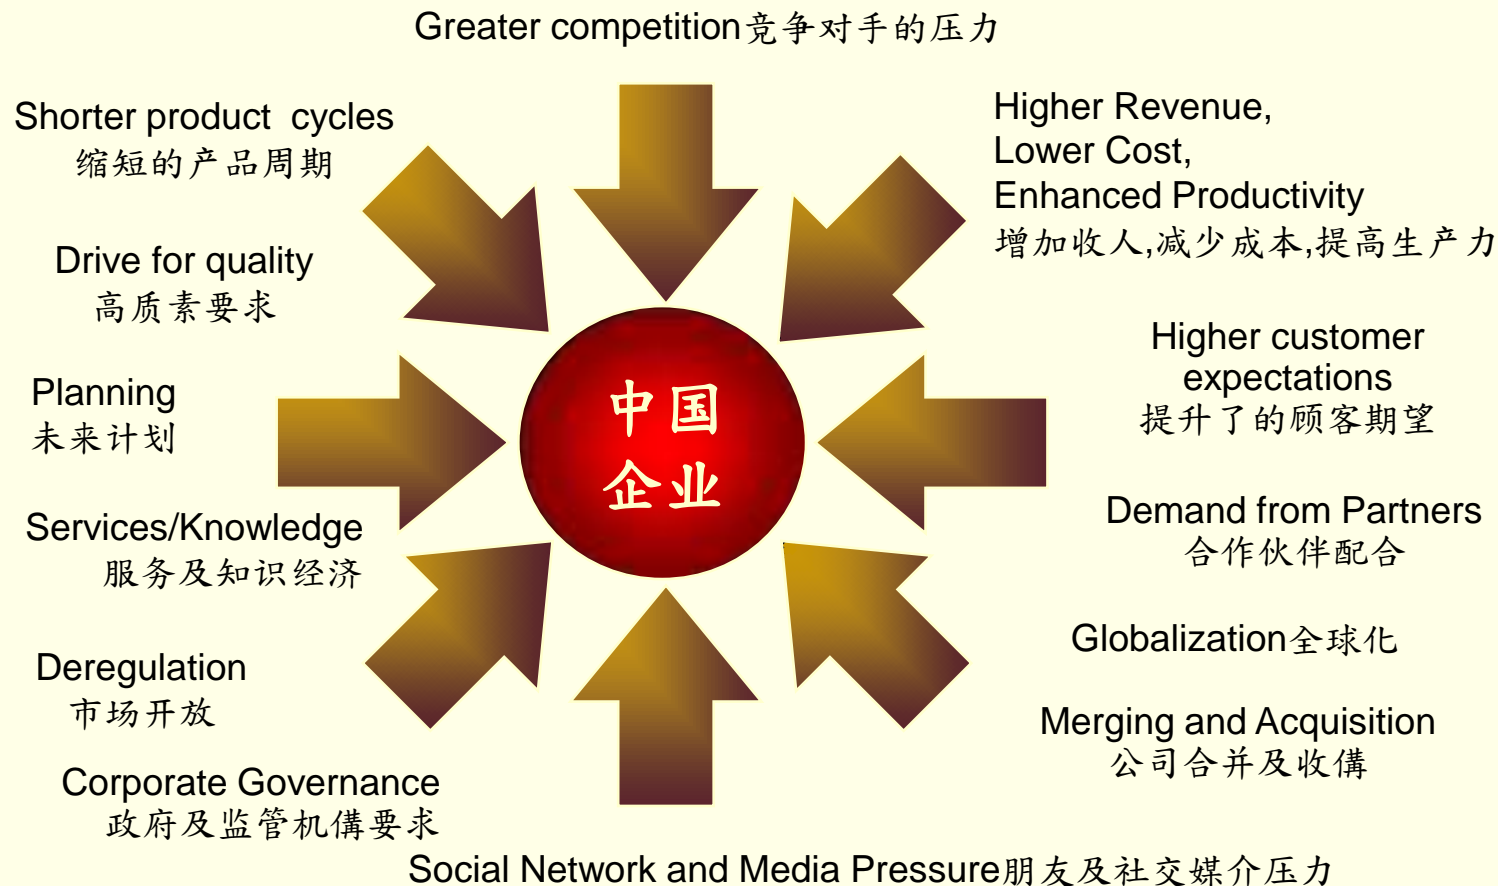 Greater competition竞争对手的压力
Shorter product cycles
缩短的产品周期
Drive for quality
高质素要求
Planning
未来计划
Services/Knowledge
服务及知识经济
Deregulation
市场开放
Corporate Governance
政府及监管机傋要求
中国
企业
Higher Revenue,
Lower Cost,
Enhanced Productivity
增加收人,减少成本,提高生产力
Higher customer
expectations
提升了的顾客期望
Demand from Partners
合作伙伴配合
Globalization全球化
Merging and Acquisition
公司合并及收傋
Social Network and Media Pressure朋友及社交媒介压力